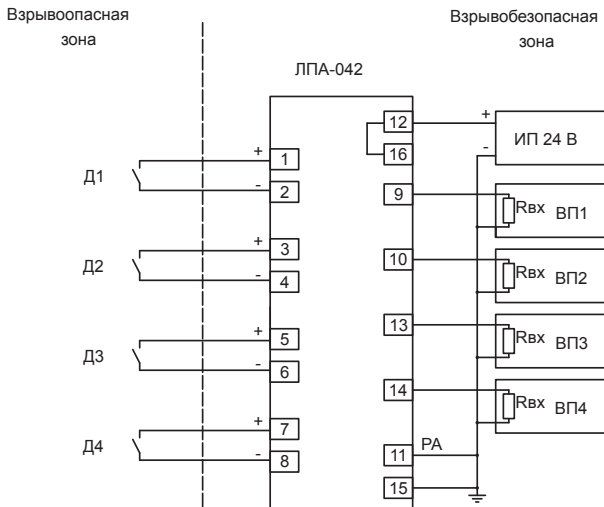 Взрывоопасная
зона
Взрывобезопасная
зона
ЛПА-042
12
+
ИП 24 В
-
16
Д1
+
1
-
2
9
Rвх ВП1
Д2
+
3
-
4
10
Rвх ВП2
Д3
+
5
-
6
13
Rвх ВП3
14
Rвх ВП4
Д4
+
7
-
8
11
PA
15